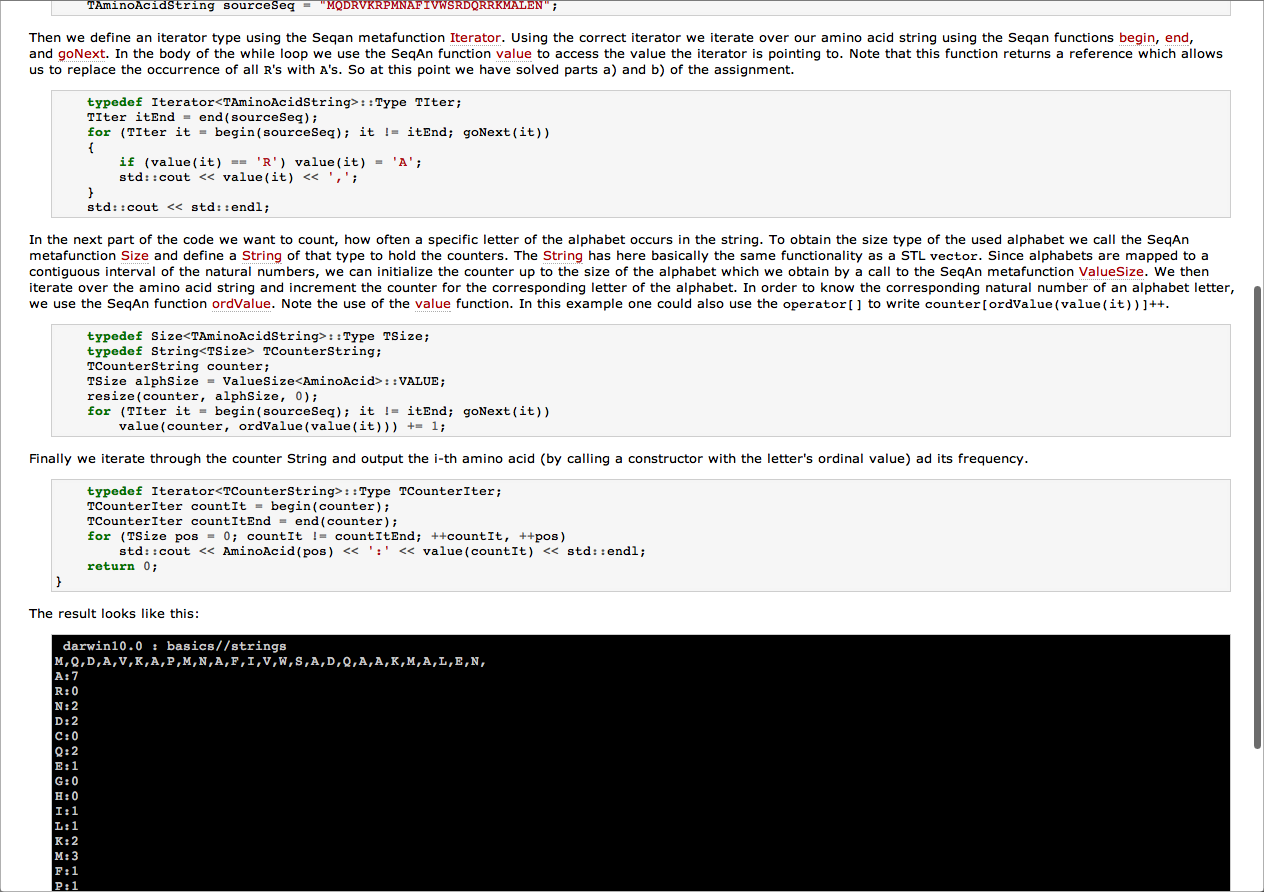 TAminoAcidString sourceSeq = "MQDRVKRPMNAFIVWSRDQRRKMALEN";
Then we define an iterator type using the Seqan metafunction Iterator. Using the correct iterator we iterate over our amino acid string using the Seqan functions begin, end,
and goNext. In the body of the while loop we use the SeqAn function value to access the value the iterator is pointing to. Note that this function returns a reference which allows
us to replace the occurrence of all R's with A's. So at this point we have solved parts a) and b) of the assignment.
typedef Iterator<TAminoAcidString>::Type TIter;
TIter itEnd = end(sourceSeq);
for (TIter it = begin(sourceSeq); it != itEnd; goNext(it))
{
if (value(it) == 'R') value(it) = 'A';
std::cout << value(it) << ',';
}
std::cout << std::endl;
In the next part of the code we want to count, how often a specific letter of the alphabet occurs in the string. To obtain the size type of the used alphabet we call the SeqAn
metafunction Size and define a String of that type to hold the counters. The String has here basically the same functionality as a STL vector. Since alphabets are mapped to a
contiguous interval of the natural numbers, we can initialize the counter up to the size of the alphabet which we obtain by a call to the SeqAn metafunction ValueSize. We then
iterate over the amino acid string and increment the counter for the corresponding letter of the alphabet. In order to know the corresponding natural number of an alphabet letter,
we use the SeqAn function ordValue. Note the use of the value function. In this example one could also use the operator[] to write counter[ordValue(value(it))]++.
typedef Size<TAminoAcidString>::Type TSize;
typedef String<TSize> TCounterString;
TCounterString counter;
TSize alphSize = ValueSize<AminoAcid>::VALUE;
resize(counter, alphSize, 0);
for (TIter it = begin(sourceSeq); it != itEnd; goNext(it))
value(counter, ordValue(value(it))) += 1;
Finally we iterate through the counter String and output the i-th amino acid (by calling a constructor with the letter's ordinal value) ad its frequency.
typedef Iterator<TCounterString>::Type TCounterIter;
TCounterIter countIt = begin(counter);
TCounterIter countItEnd = end(counter);
for (TSize pos = 0; countIt != countItEnd; ++countIt, ++pos)
std::cout << AminoAcid(pos) << ':' << value(countIt) << std::endl;
return 0;
}
The result looks like this:
darwin10.0 : basics//strings
M,Q,D,A,V,K,A,P,M,N,A,F,I,V,W,S,A,D,Q,A,A,K,M,A,L,E,N,
A:7
R:0
N:2
D:2
C:0
Q:2
E:1
G:0
H:0
I:1
L:1
K:2
M:3
F:1
P:1